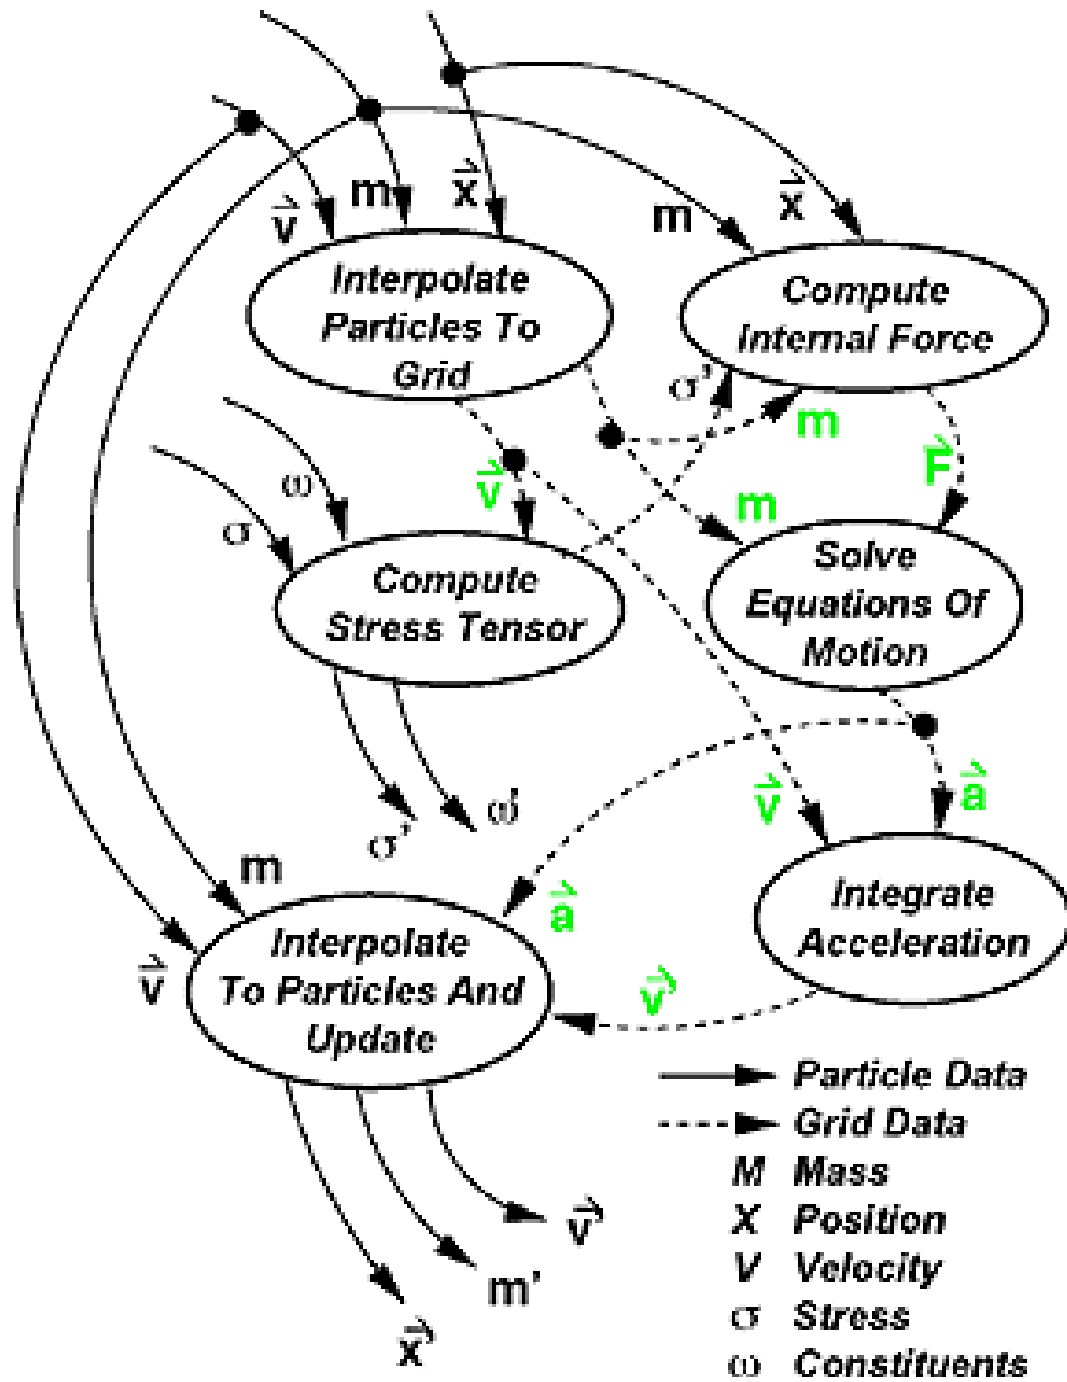 v⃗
m
x⃗
m
x⃗
Interpolate
Particles To
Grid
Compute
Internal Force
σ'
m
F⃗
ω
σ
v⃗
m
Compute
Stress Tensor
Solve
Equations Of
Motion
σ'
ω'
v⃗
a⃗
m
v⃗
a⃗
Interpolate
To Particles And
Update
Integrate
Acceleration
v⃗'
Particle Data
Grid Data
M Mass
X Position
V Velocity
σ Stress
ω Constituents
v⃗'
m'
x⃗'